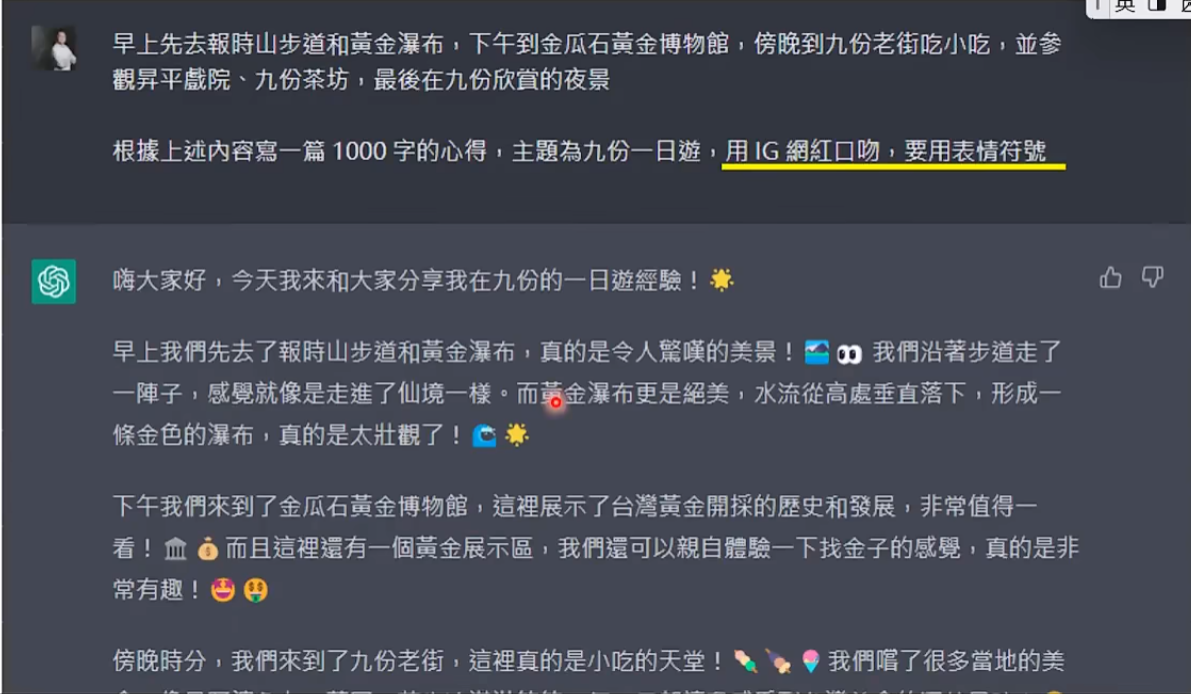 英
早上先去報時山步道和黃金瀑布，下午到金瓜石黃金博物館，傍晚到九份老街吃小吃，並參
觀昇平戲院、九份茶坊，最後在九份欣賞的夜景
根據上述內容寫一篇 1000 字的心得，主題為九份一日遊，用 IG 網紅口吻，要用表情符號
嗨大家好，今天我來和大家分享我在九份的一日遊經驗！🌟
早上我們先去了報時山步道和黃金瀑布，真的是令人驚嘆的美景！🌄👀 我們沿著步道走了
一陣子，感覺就像是走進了仙境一樣。而黃金瀑布更是絕美，水流從高處垂直落下，形成一
條金色的瀑布，真的是太壯觀了！🌊🌟
下午我們來到了金瓜石黃金博物館，這裡展示了台灣黃金開採的歷史和發展，非常值得一
看！🏛️💰而且這裡還有一個黃金展示區，我們還可以親自體驗一下找金子的感覺，真的是非
常有趣！🤩🤑
傍晚時分，我們來到了九份老街，這裡真的是小吃的天堂！🍡🍢🍧我們嚐了很多當地的美